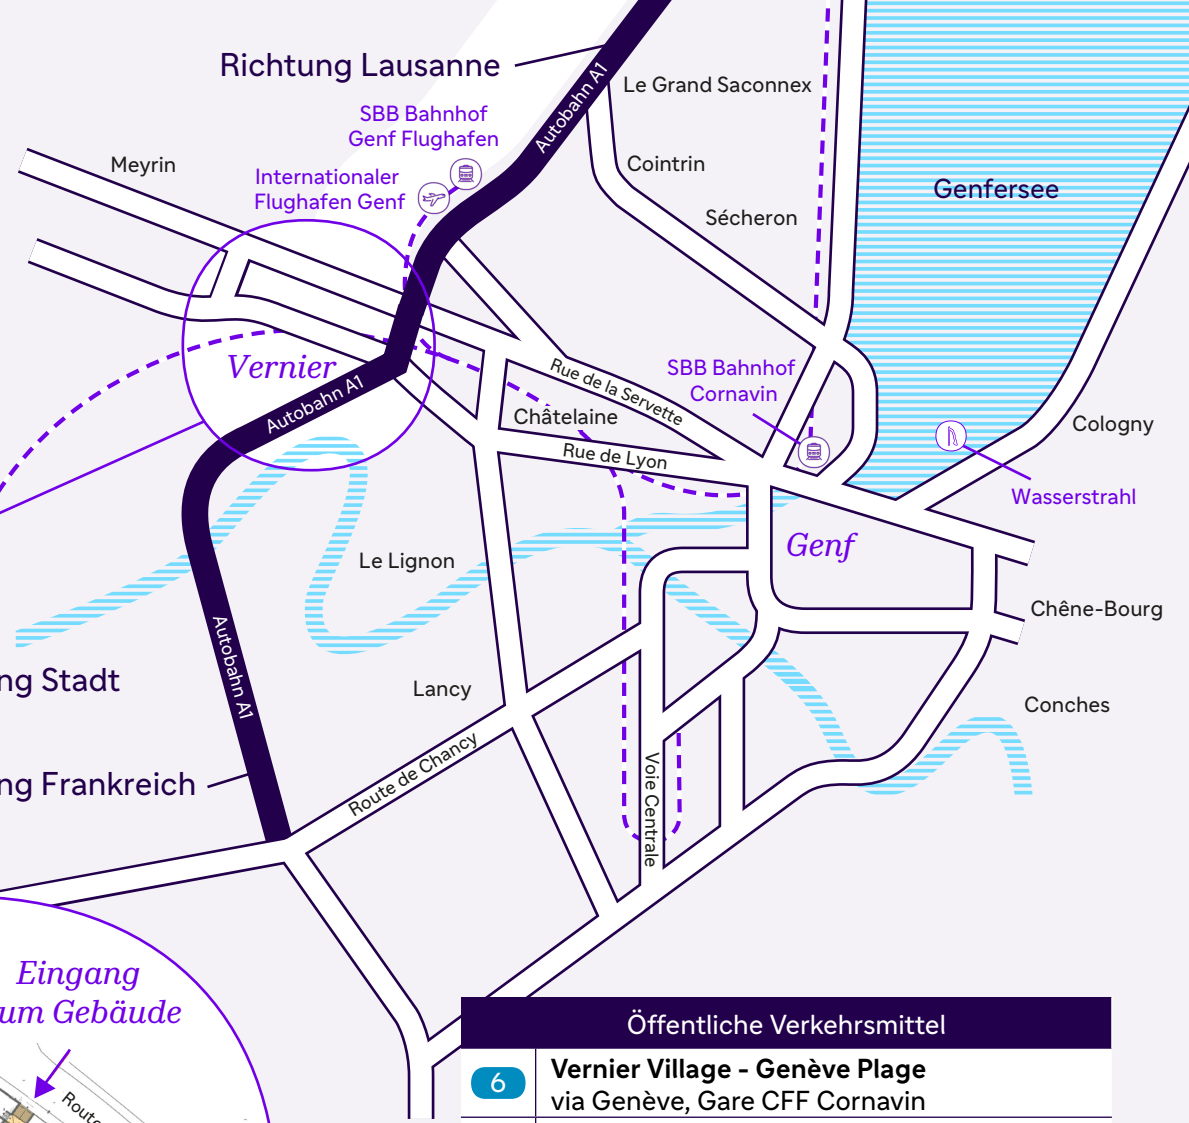 Richtung Lausanne
Autobahn A1
Le Grand Saconnex
SBB Bahnhof
Genf Flughafen
Meyrin
Cointrin
Internationaler
Flughafen Genf
Genfersee
Sécheron
Vernier
Rue de la Servette
SBB Bahnhof
Cornavin
Autobahn A1
Châtelaine
Cologny
Rue de Lyon
Wasserstrahl
Genf
Le Lignon
Chêne-Bourg
Autobahn A1
ng Stadt
Lancy
Conches
Route de Chancy
Voie Centrale
ng Frankreich
Eingang
um Gebäude
Route
Öffentliche Verkehrsmittel
6
Vernier Village - Genève Plage
via Genève, Gare CFF Cornavin